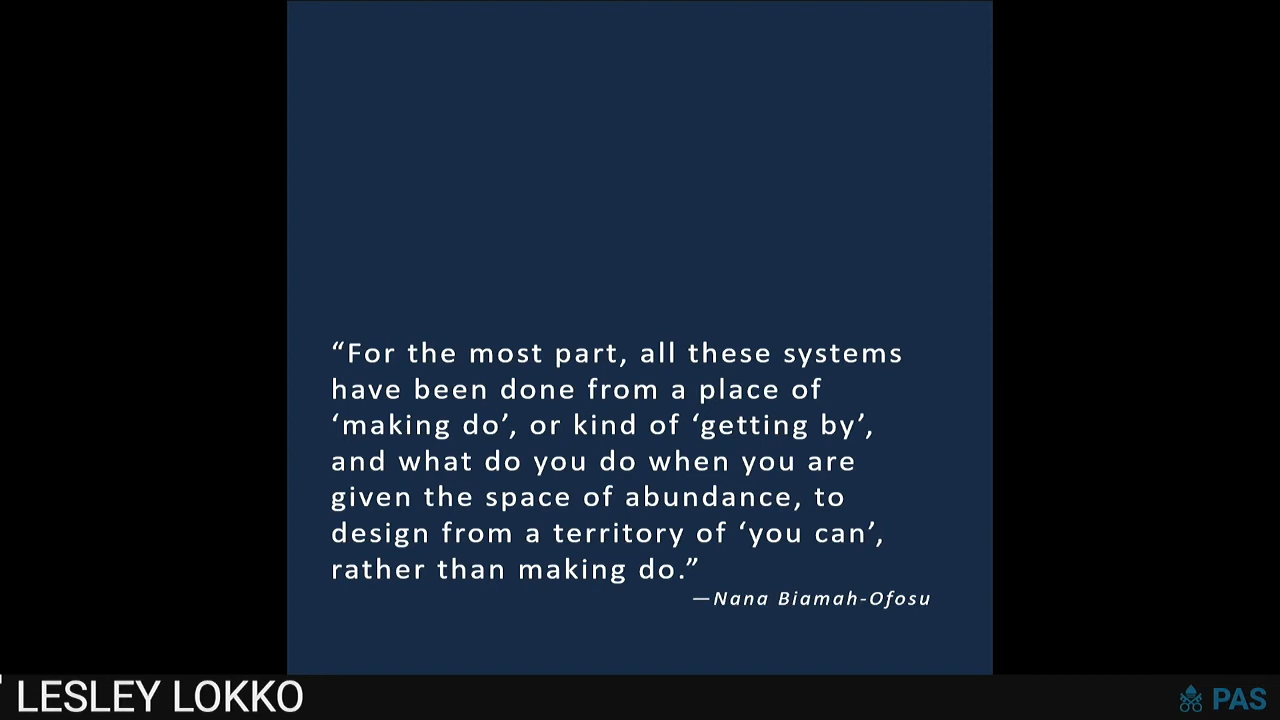 “For the most part, all these systems
have been done from a place of
‘making do’, or kind of ‘getting by’,
and what do you do when you are
given the space of abundance, to
design from a territory of ‘you can’,
rather than making do.”
—Nana Biamah-Ofosu
LESLEY LOKKO
PAS